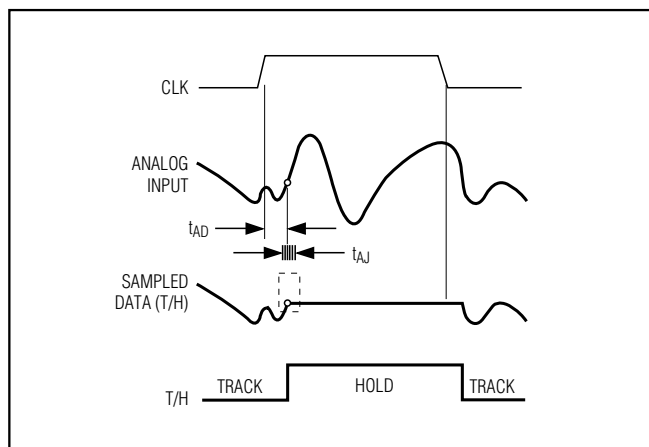 CLK
ANALOG
INPUT
tAD
tAJ
SAMPLED
DATA (T/H)
TRACK HOLD TRACK
T/H